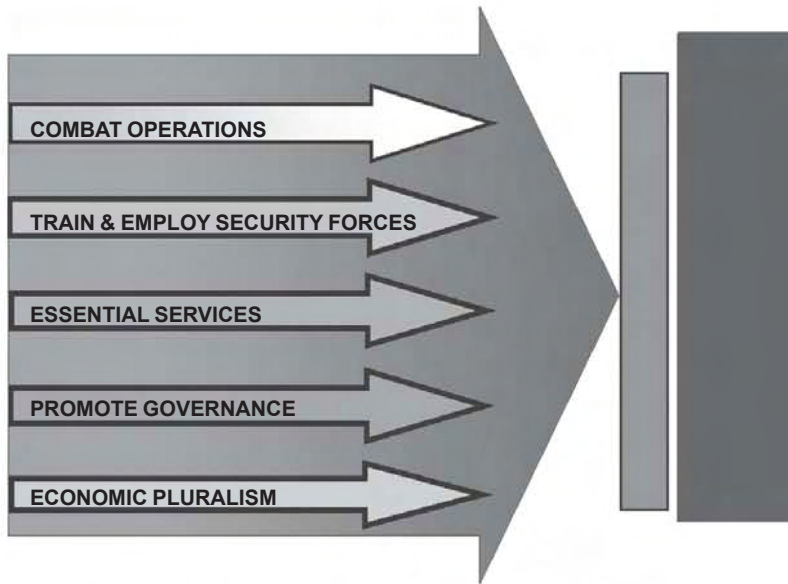 COMBAT OPERATIONS
TRAIN & EMPLOY SECURITY FORCES
ESSENTIAL SERVICES
PROMOTE GOVERNANCE
ECONOMIC PLURALISM